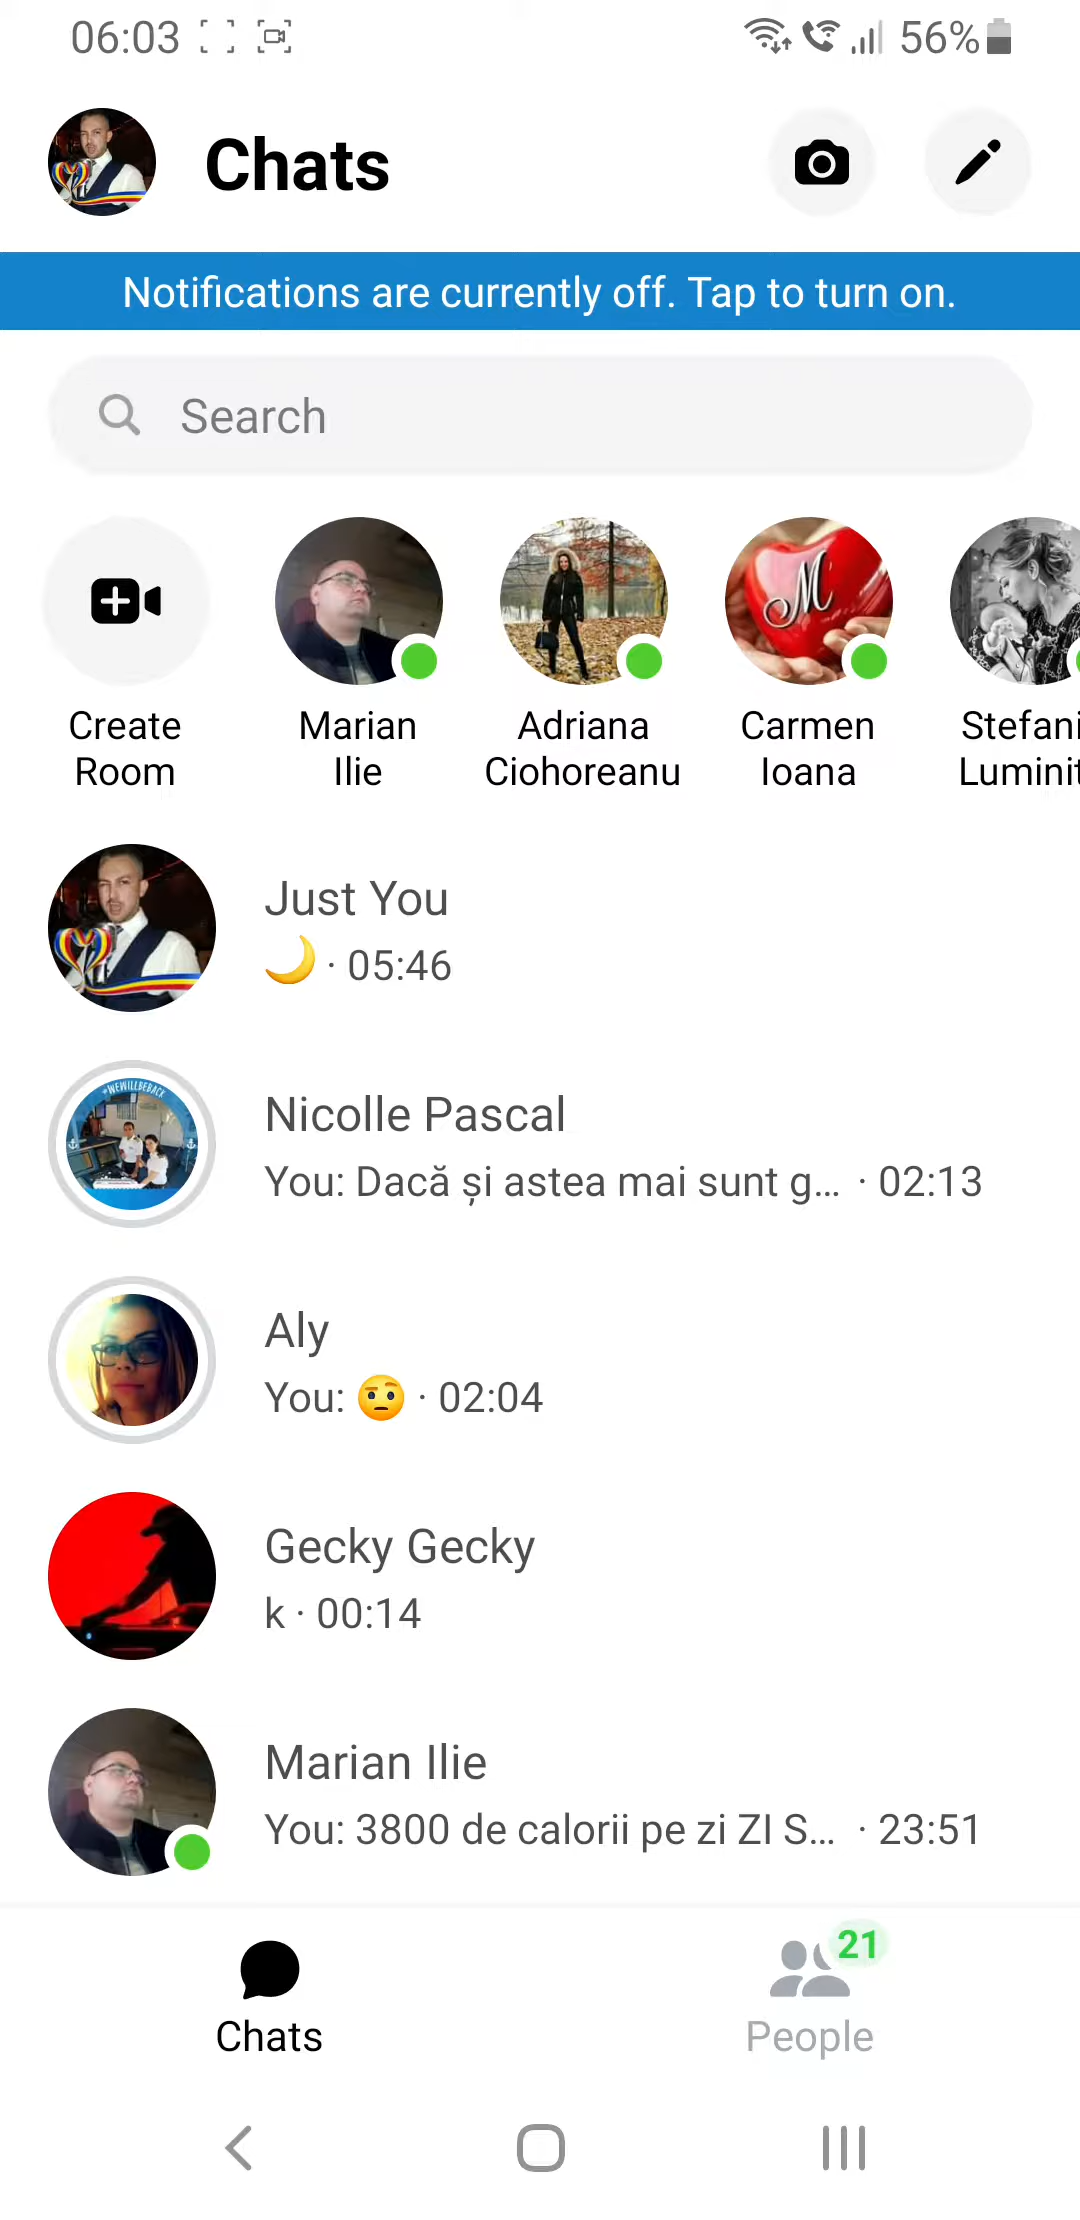 06:03
56%
Chats
Notifications are currently off. Tap to turn on.
Search
Create
Room
Marian
Ilie
Adriana
Ciohoreanu
M
Carmen
Ioana
Stefani
Luminit
Just You
🌙 · 05:46
#WEWILLBEBACK
Nicolle Pascal
You: Dacă și astea mai sunt g... · 02:13
Aly
You: 🤨 · 02:04
Gecky Gecky
k · 00:14
Marian Ilie
You: 3800 de calorii pe zi ZI S... · 23:51
Chats
21
People